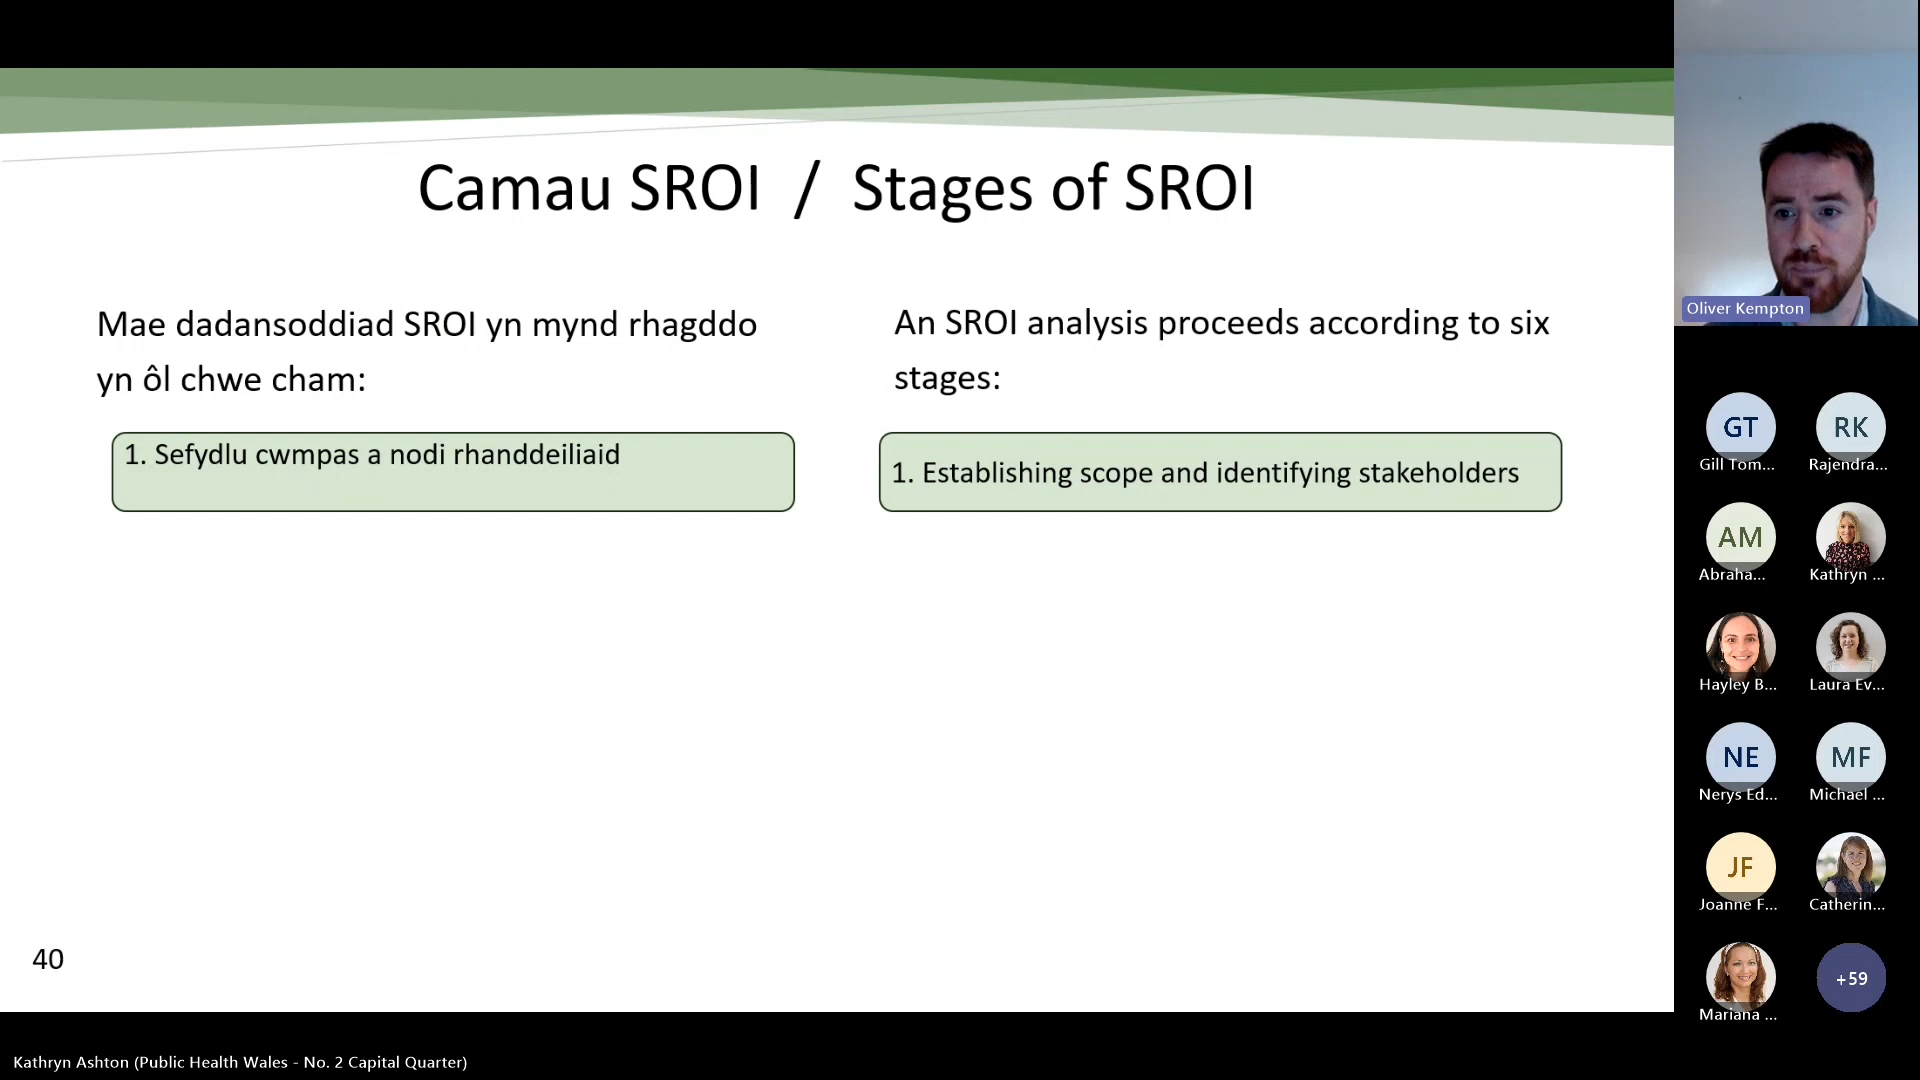 Camau SROI / Stages of SROI
Mae dadansoddiad SROI yn mynd rhagddo
yn ôl chwe cham:
1. Sefydlu cwmpas a nodi rhanddeiliaid
An SROI analysis proceeds according to six
stages:
1. Establishing scope and identifying stakeholders
40
Oliver Kempton
GT
Gill Tom...
RK
Rajendra...
AM
Abraha...
Kathryn ...
Hayley B...
Laura Ev...
NE
Nerys Ed...
MF
Michael ...
JF
Joanne F...
Catherin...
Mariana ...
+59
Kathryn Ashton (Public Health Wales - No. 2 Capital Quarter)